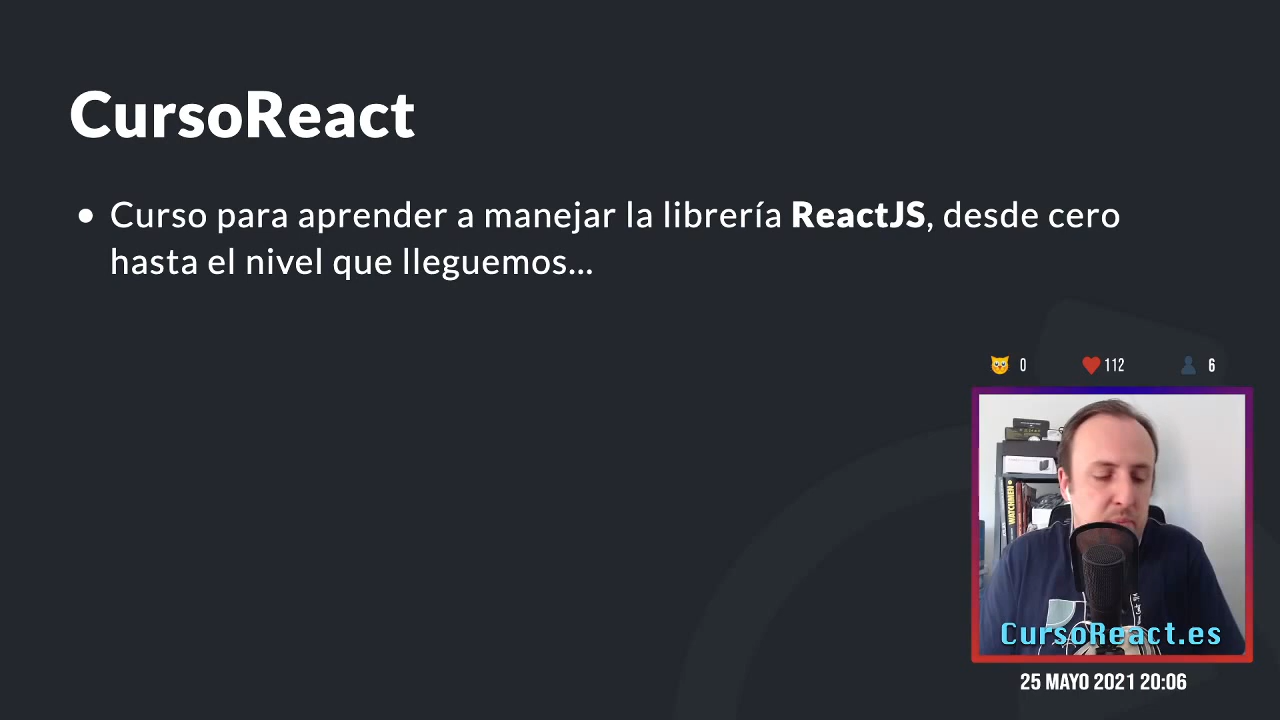 CursoReact
• Curso para aprender a manejar la librería ReactJS, desde cero
hasta el nivel que lleguemos...
0 112 6
WATCHMEN
CursoReact.es
25 MAYO 2021 20:06